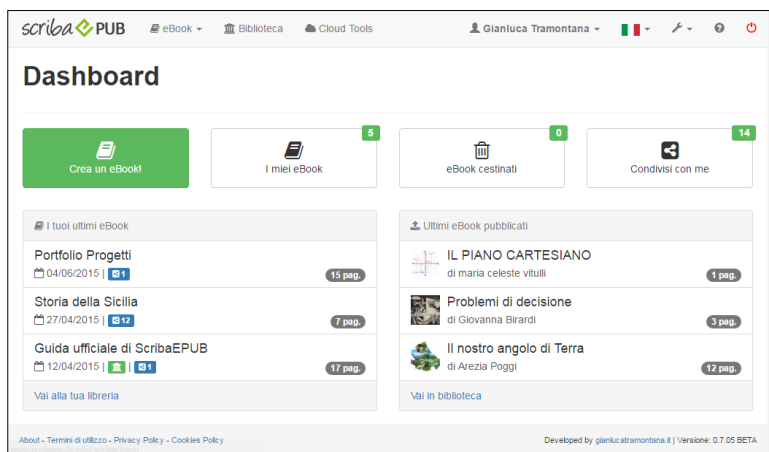 scriba PUB eBook Biblioteca Cloud Tools Gianluca Tramontana
Dashboard
Crea un eBook!
5
I miei eBook
0
eBook cestinati
14
Condivisi con me
I tuoi ultimi eBook
Portfolio Progetti
04/06/2015 | 1 15 pag.
Storia della Sicilia
27/04/2015 | 12 7 pag.
Guida ufficiale di ScribaEPUB
12/04/2015 | | 1 17 pag.
Vai alla tua libreria
Ultimi eBook pubblicati
IL PIANO CARTESIANO
di maria celeste vitulli 1 pag.
Problemi di decisione
di Giovanna Birardi 3 pag.
Il nostro angolo di Terra
di Arezia Poggi 12 pag.
Vai in biblioteca
About - Termini di utilizzo - Privacy Policy - Cookies Policy
Developed by gianlucatramontana.it | Versione: 0.7.05 BETA